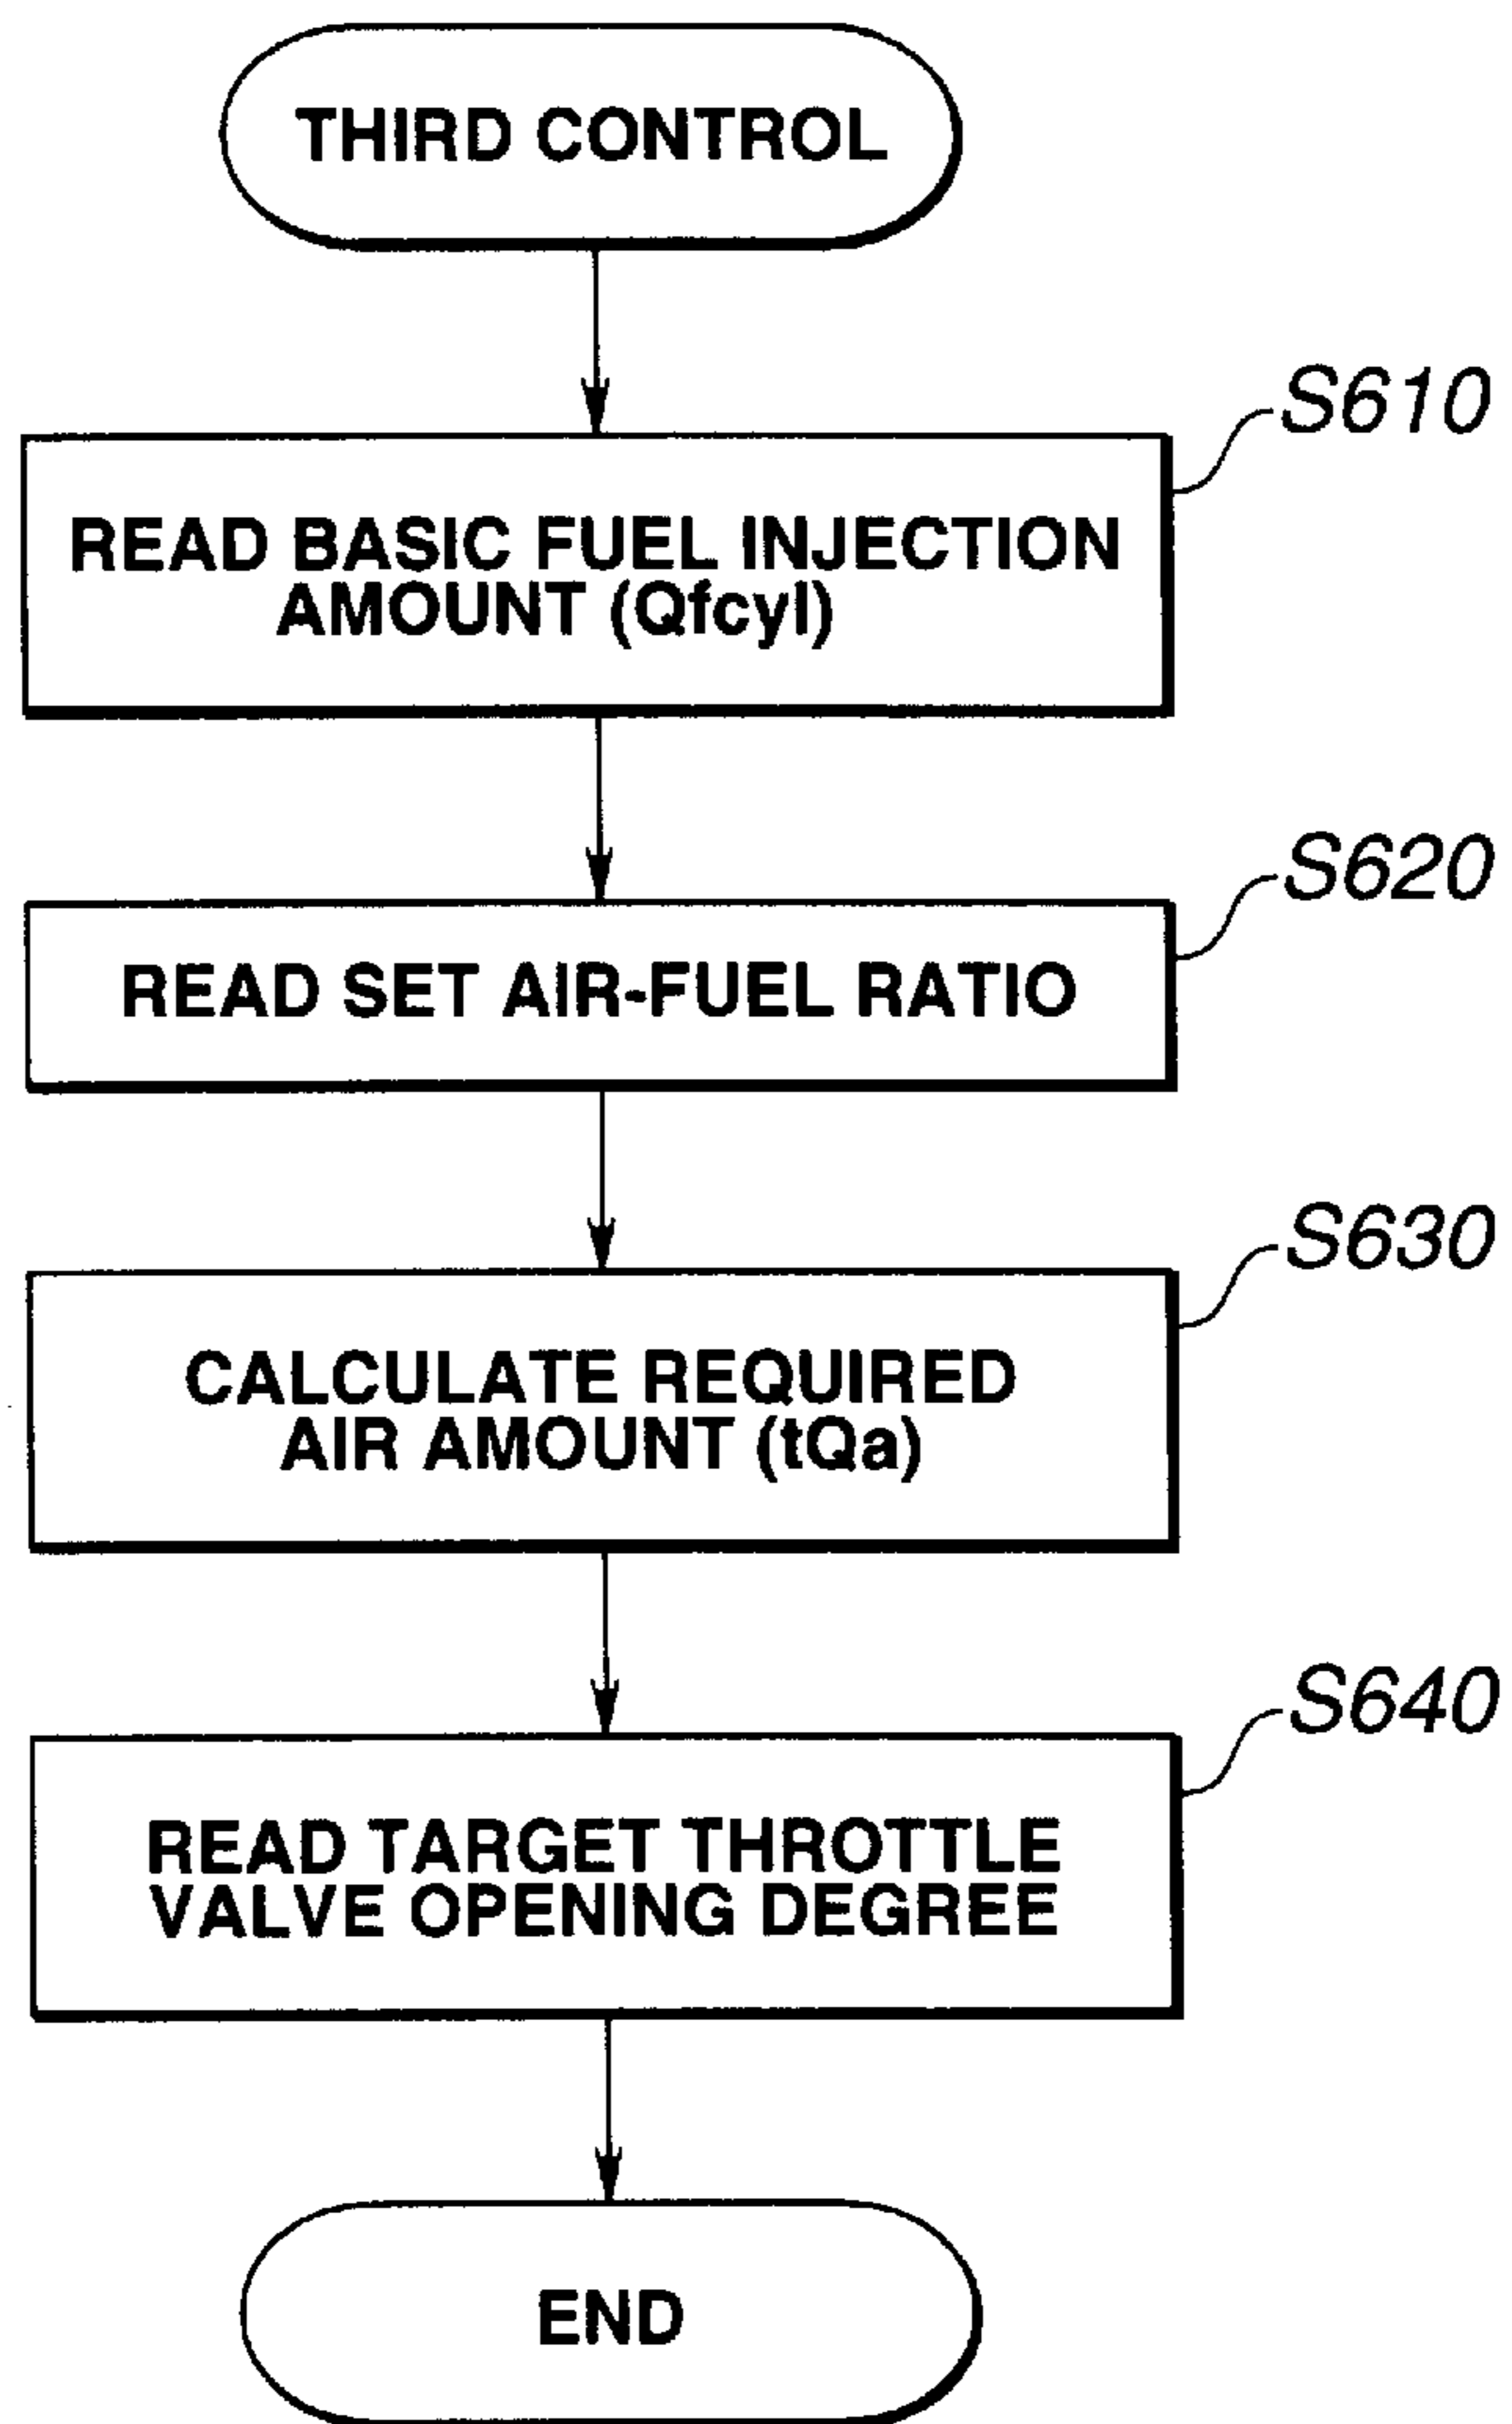 THIRD CONTROL
S610
READ BASIC FUEL INJECTION
AMOUNT (Qfcyl)
S620
READ SET AIR-FUEL RATIO
S630
CALCULATE REQUIRED
AIR AMOUNT (tQa)
S640
READ TARGET THROTTLE
VALVE OPENING DEGREE
END